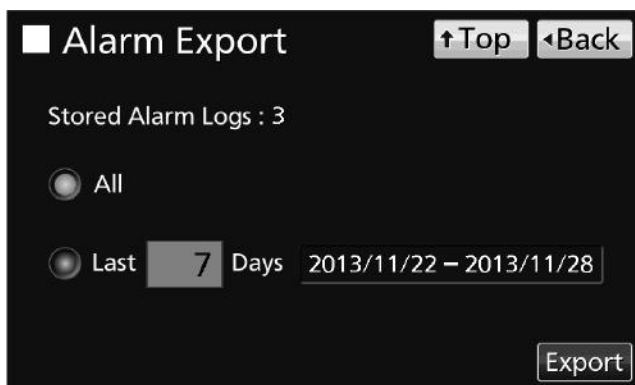 Alarm Export ↑Top ◂Back
Stored Alarm Logs : 3
All
Last 7 Days 2013/11/22 – 2013/11/28
Export